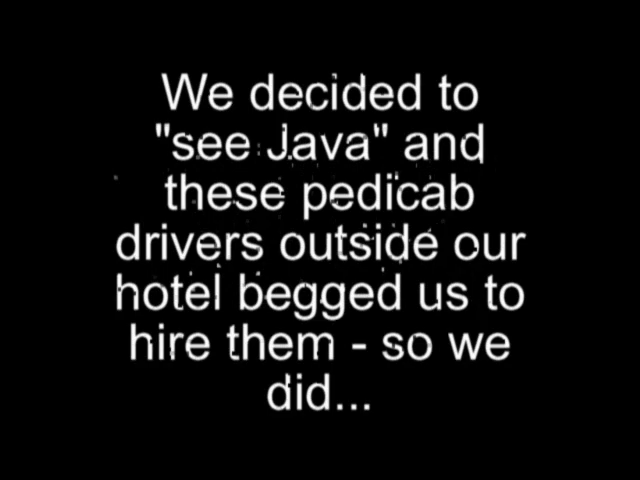 We decided to
"see Java" and
these pedicab
drivers outside our
hotel begged us to
hire them - so we
did...